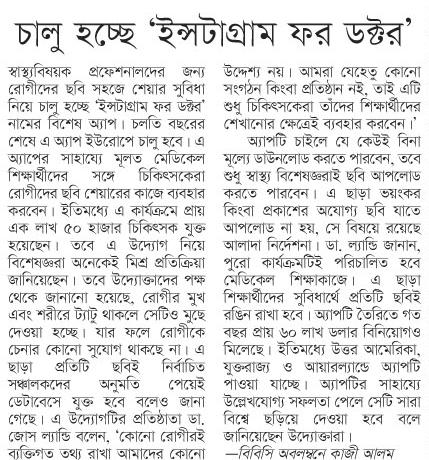 চালু হচ্ছে ‘ইন্সটাগ্রাম ফর ডক্টর’
স্বাস্থ্যবিষয়ক প্রফেশনালদের জন্য
রোগীদের ছবি সহজে শেয়ার সুবিধা
নিয়ে চালু হচ্ছে ‘ইন্সটাগ্রাম ফর ডক্টর’
নামের বিশেষ অ্যাপ। চলতি বছরের
শেষে এ অ্যাপ ইউরোপে চালু হবে। এ
অ্যাপের সাহায্যে মূলত মেডিকেল
শিক্ষার্থীদের সঙ্গে চিকিৎসকেরা
রোগীদের ছবি শেয়ারের কাজে ব্যবহার
করবেন। ইতিমধ্যে এ কার্যক্রমে প্রায়
এক লাখ ৫০ হাজার চিকিৎসক যুক্ত
হয়েছেন। তবে এ উদ্যোগ নিয়ে
বিশেষজ্ঞরা অনেকেই মিশ্র প্রতিক্রিয়া
জানিয়েছেন। তবে উদ্যোক্তাদের পক্ষ
থেকে জানানো হয়েছে, রোগীর মুখ
এবং শরীরে ট্যাটু থাকলে সেটিও মুছে
দেওয়া হচ্ছে। যার ফলে রোগীকে
চেনার কোনো সুযোগ থাকছে না। এ
ছাড়া প্রতিটি ছবিই নির্বাচিত
সঞ্চালকদের অনুমতি পেয়েই
ডেটাবেসে যুক্ত হবে বলেও জানা
গেছে। এ উদ্যোগটির প্রতিষ্ঠাতা ডা.
জোস ল্যান্ডি বলেন, ‘কোনো রোগীরই
ব্যক্তিগত তথ্য রাখা আমাদের কোনো
উদ্দেশ্য নয়। আমরা যেহেতু কোনো
সংগঠন কিংবা প্রতিষ্ঠান নই, তাই এটি
শুধু চিকিৎসকেরা তাঁদের শিক্ষার্থীদের
শেখানোর ক্ষেত্রেই ব্যবহার করবেন।’
অ্যাপটি চাইলে যে কেউই বিনা
মূল্যে ডাউনলোড করতে পারবেন, তবে
শুধু স্বাস্থ্য বিশেষজ্ঞরাই ছবি আপলোড
করতে পারবেন। এ ছাড়া ভয়ংকর
কিংবা প্রকাশের অযোগ্য ছবি যাতে
আপলোড না হয়, সে বিষয়ে রয়েছে
আলাদা নির্দেশনা। ডা. ল্যান্ডি জানান,
পুরো কার্যক্রমটিই পরিচালিত হবে
মেডিকেল শিক্ষাকাজে। এ ছাড়া
শিক্ষার্থীদের সুবিধার্থে প্রতিটি ছবিই
রঙিন রাখা হবে। অ্যাপটি তৈরিতে গত
বছর প্রায় ৬০ লাখ ডলার বিনিয়োগও
মিলেছে। ইতিমধ্যে উত্তর আমেরিকা,
যুক্তরাজ্য ও আয়ারল্যান্ডে অ্যাপটি
পাওয়া যাচ্ছে। অ্যাপটির সাহায্যে
উল্লেখযোগ্য সফলতা পেলে সেটি সারা
বিশ্বে ছড়িয়ে দেওয়া হবে বলে
জানিয়েছেন উদ্যোক্তারা।
—বিবিসি অবলম্বনে কাজী আলম